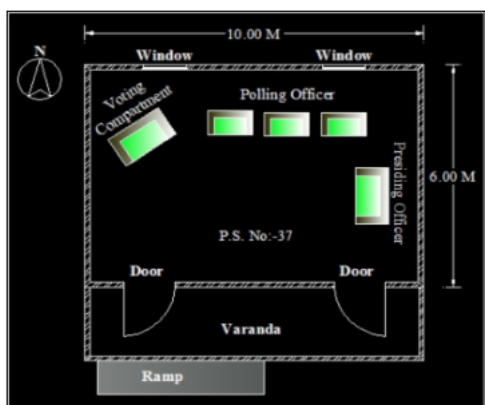 10.00 M
N
Window
Window
Voting
Compartment
Polling Officer
Presiding Officer
6.00 M
P.S. No:-37
Door
Door
Varanda
Ramp